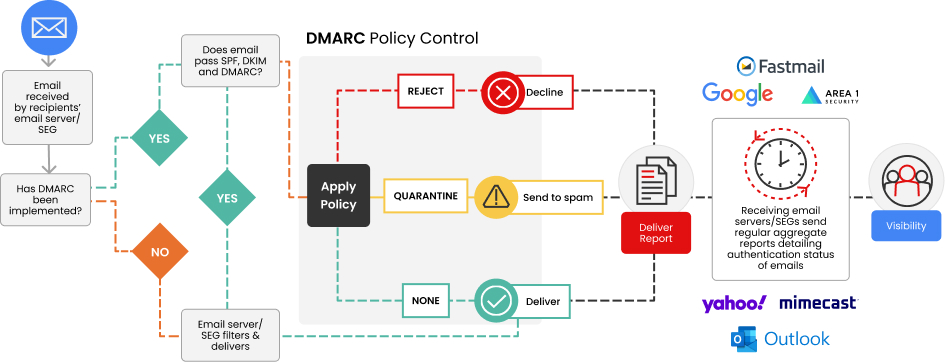 Email
received
by recipients'
email server/
SEG
Has DMARC
been
implemented?
YES
NO
Does email
pass SPF, DKIM
and DMARC?
YES
Email server/
SEG filters &
delivers
DMARC Policy Control
Apply
Policy
REJECT
Decline
QUARANTINE
Send to spam
NONE
Deliver
Deliver
Report
Fastmail
Google
AREA 1
SECURITY
Receiving email
servers/SEGs send
regular aggregate
reports detailing
authentication status
of emails
yahoo!
mimecast
Outlook
Visibility